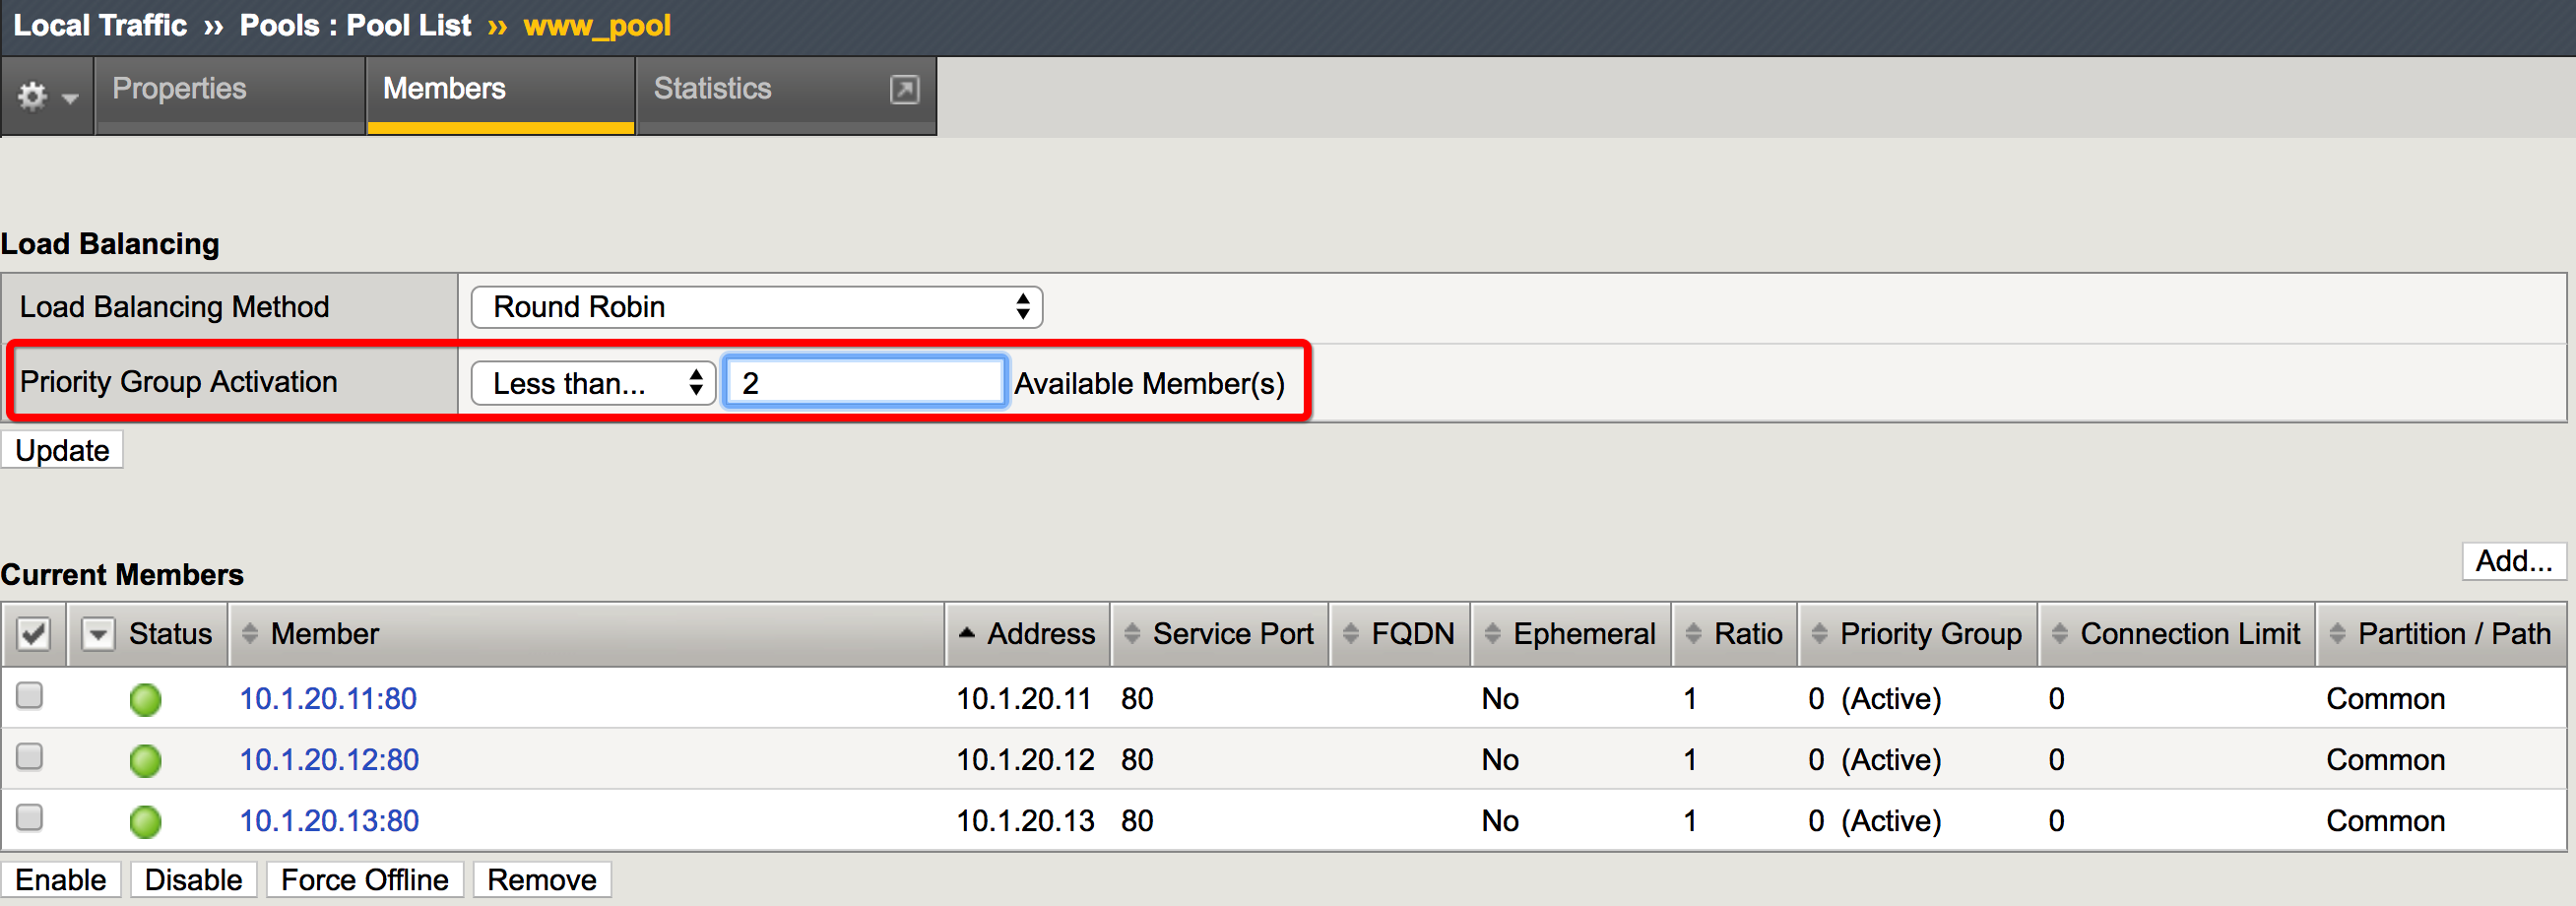 Local Traffic ›› Pools : Pool List ›› www_pool
Properties Members Statistics
Load Balancing
Load Balancing Method Round Robin
Priority Group Activation Less than... 2 Available Member(s)
Update
Add...
Current Members
Status Member Address Service Port FQDN Ephemeral Ratio Priority Group Connection Limit Partition / Path
10.1.20.11:80 10.1.20.11 80 No 1 0 (Active) 0 Common
10.1.20.12:80 10.1.20.12 80 No 1 0 (Active) 0 Common
10.1.20.13:80 10.1.20.13 80 No 1 0 (Active) 0 Common
Enable Disable Force Offline Remove